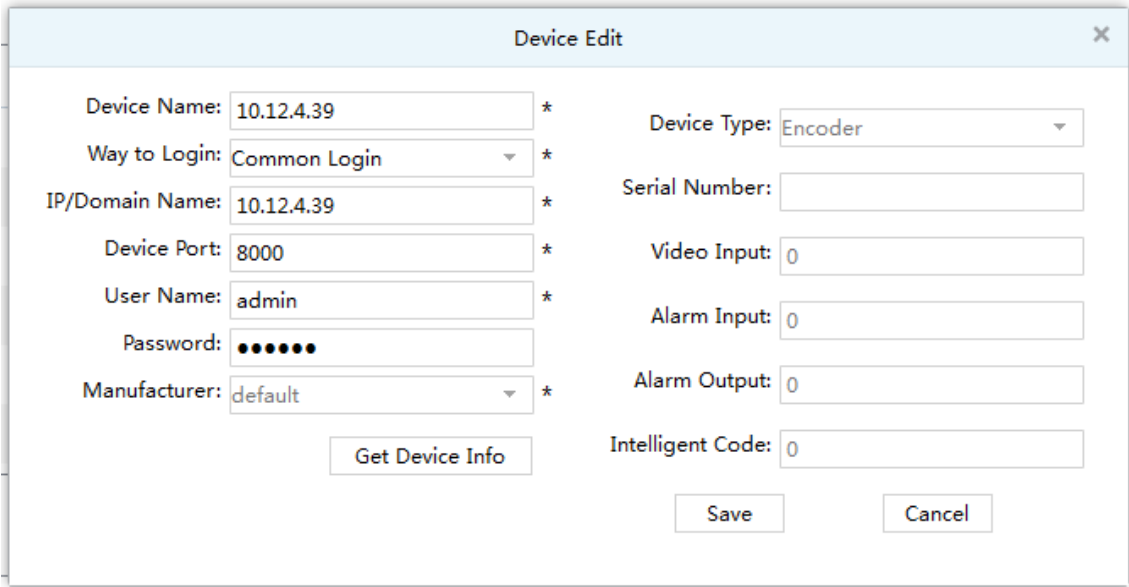 Device Edit
×
Device Name: 10.12.4.39 *
Way to Login: Common Login *
IP/Domain Name: 10.12.4.39 *
Device Port: 8000 *
User Name: admin *
Password: ●●●●●●
Manufacturer: default *
Get Device Info
Device Type: Encoder
Serial Number:
Video Input: 0
Alarm Input: 0
Alarm Output: 0
Intelligent Code: 0
Save Cancel